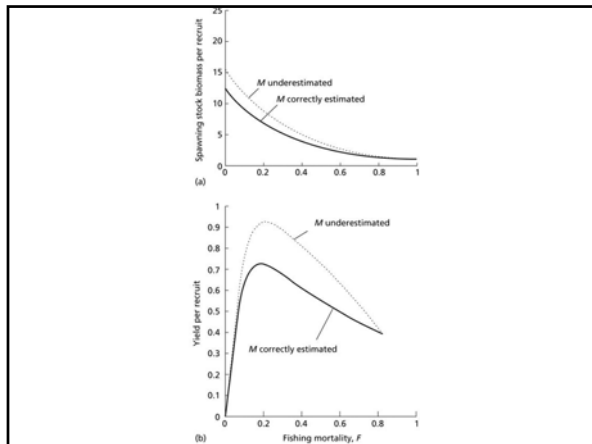 Spawning stock biomass per recruit
25
20
15
10
5
0
M underestimated
M correctly estimated
0 0.2 0.4 0.6 0.8 1
(a)
Yield per recruit
1
0.9
0.8
0.7
0.6
0.5
0.4
0.3
0.2
0.1
0
M underestimated
M correctly estimated
0 0.2 0.4 0.6 0.8 1
(b)
Fishing mortality, F